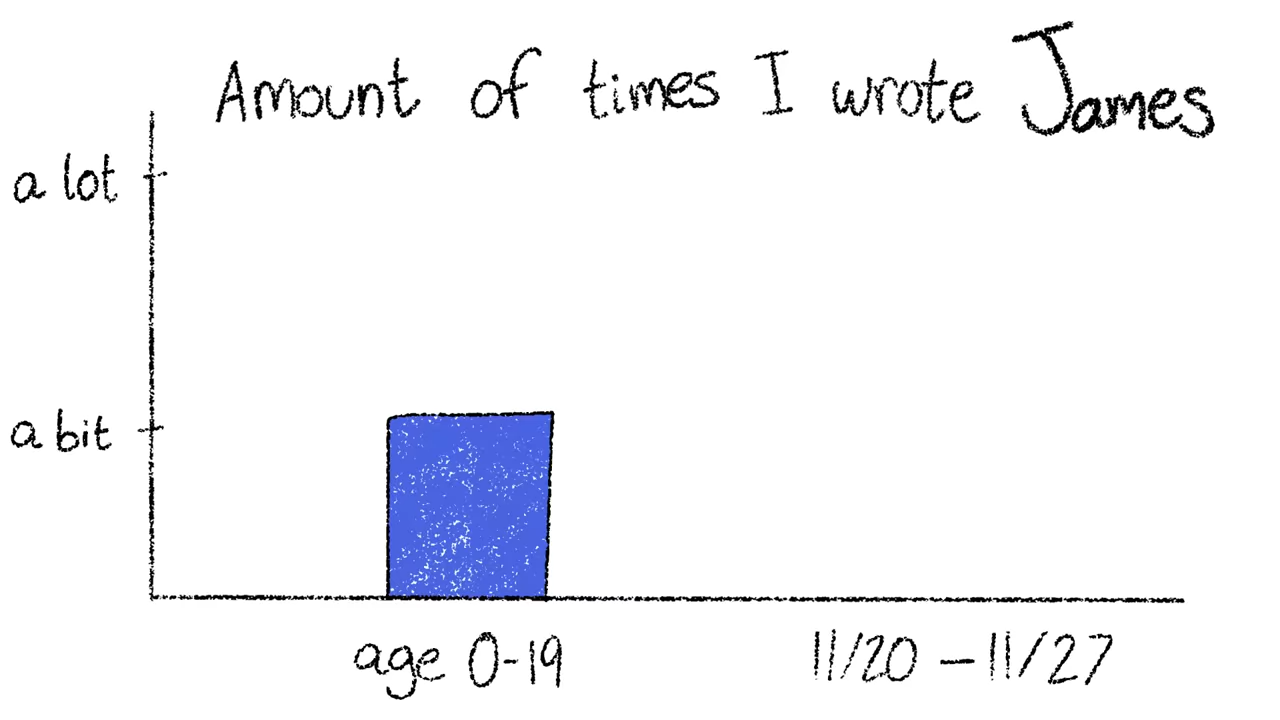 Amount of times I wrote James
a lot
a bit
age 0-19
11/20 – 11/27